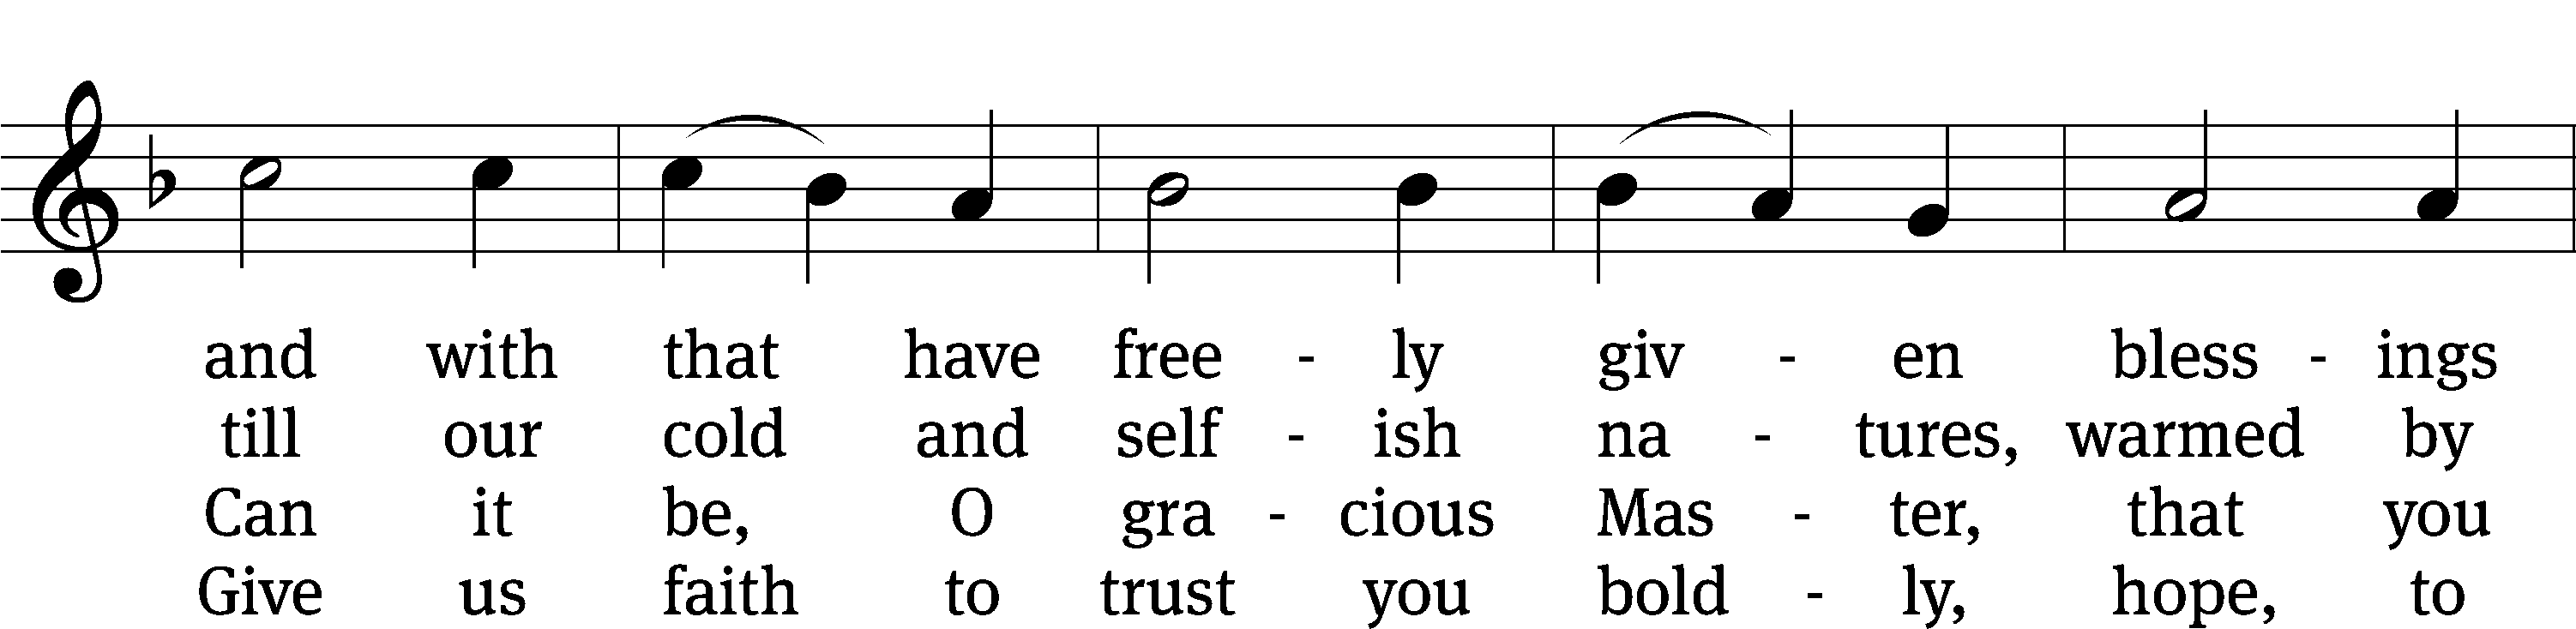 and with that have free - ly giv - en bless - ings
till our cold and self - ish na - tures, warmed by
Can it be, O gra - cious Mas - ter, that you
Give us faith to trust you bold - ly, hope, to